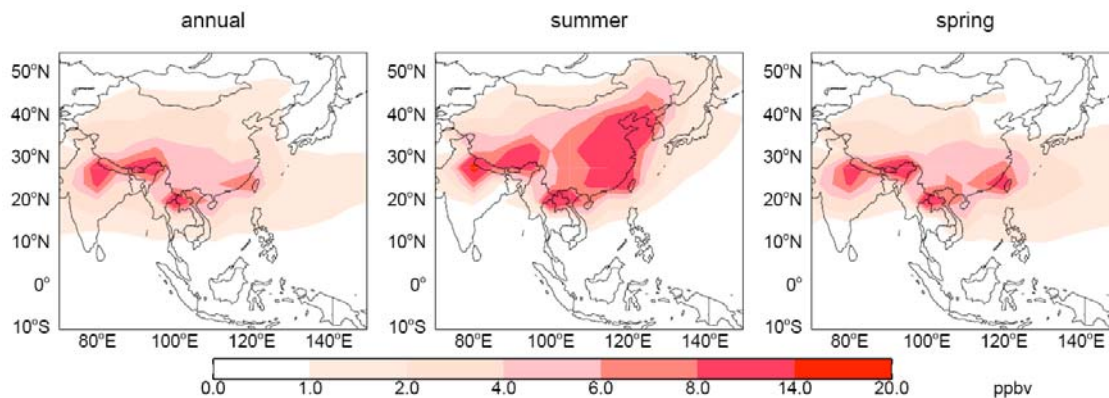 annual summer spring
50°N 50°N 50°N
40°N 40°N 40°N
30°N 30°N 30°N
20°N 20°N 20°N
10°N 10°N 10°N
0° 0° 0°
10°S 10°S 10°S
80°E 100°E 120°E 140°E 80°E 100°E 120°E 140°E 80°E 100°E 120°E 140°E
0.0 1.0 2.0 4.0 6.0 8.0 14.0 20.0 ppbv